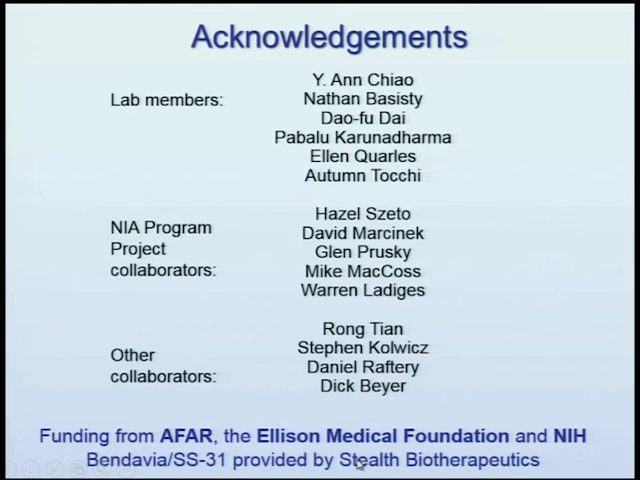 Acknowledgements
Lab members:
Y. Ann Chiao
Nathan Basisty
Dao-fu Dai
Pabalu Karunadharma
Ellen Quarles
Autumn Tocchi
NIA Program
Project
collaborators:
Hazel Szeto
David Marcinek
Glen Prusky
Mike MacCoss
Warren Ladiges
Other
collaborators:
Rong Tian
Stephen Kolwicz
Daniel Raftery
Dick Beyer
Funding from AFAR, the Ellison Medical Foundation and NIH
Bendavia/SS-31 provided by Stealth Biotherapeutics